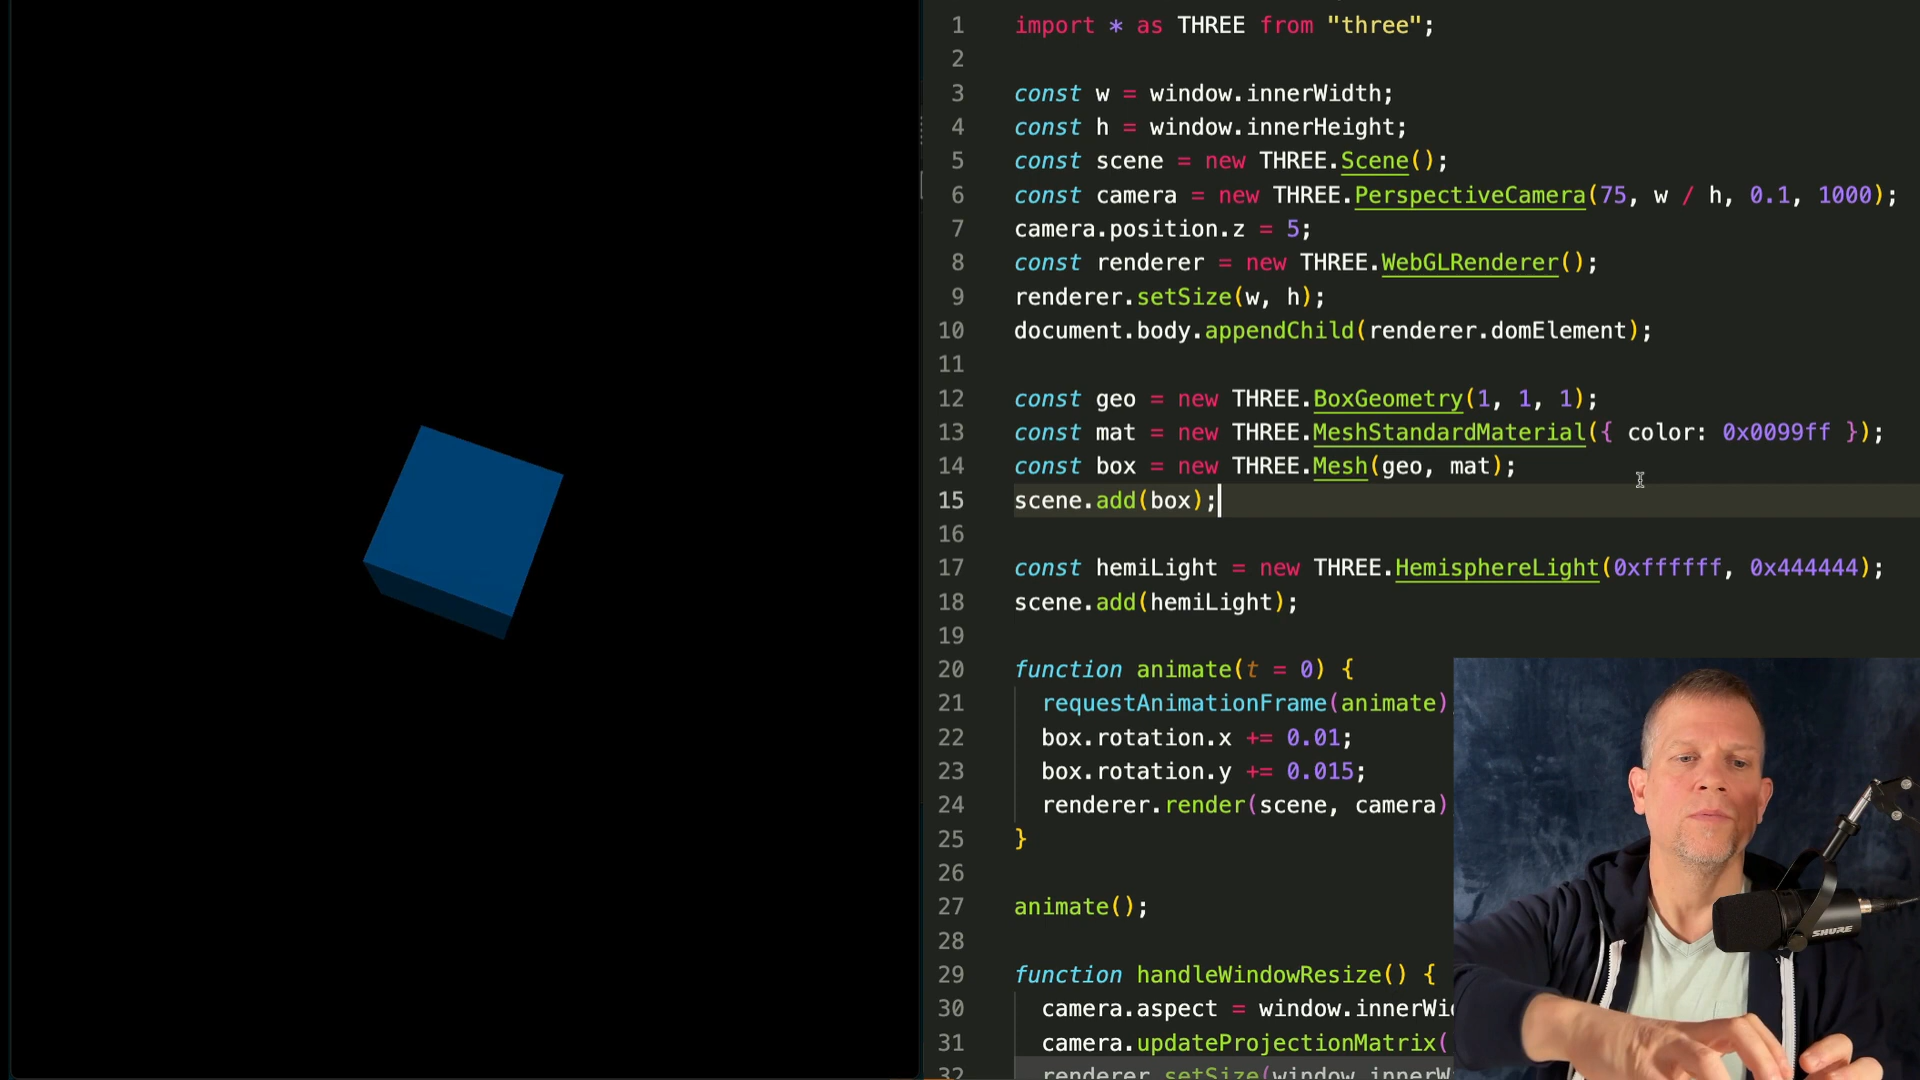 1 import * as THREE from "three";
2
3 const w = window.innerWidth;
4 const h = window.innerHeight;
5 const scene = new THREE.Scene();
6 const camera = new THREE.PerspectiveCamera(75, w / h, 0.1, 1000);
7 camera.position.z = 5;
8 const renderer = new THREE.WebGLRenderer();
9 renderer.setSize(w, h);
10 document.body.appendChild(renderer.domElement);
11
12 const geo = new THREE.BoxGeometry(1, 1, 1);
13 const mat = new THREE.MeshStandardMaterial({ color: 0x0099ff });
14 const box = new THREE.Mesh(geo, mat);
15 scene.add(box);
16
17 const hemiLight = new THREE.HemisphereLight(0xffffff, 0x444444);
18 scene.add(hemiLight);
19
20 function animate(t = 0) {
21 requestAnimationFrame(animate)
22 box.rotation.x += 0.01;
23 box.rotation.y += 0.015;
24 renderer.render(scene, camera)
25 }
26
27 animate();
28
29 function handleWindowResize() {
30 camera.aspect = window.innerWi
31 camera.updateProjectionMatrix(
32 renderer.setSize(window.innerW
SHURE